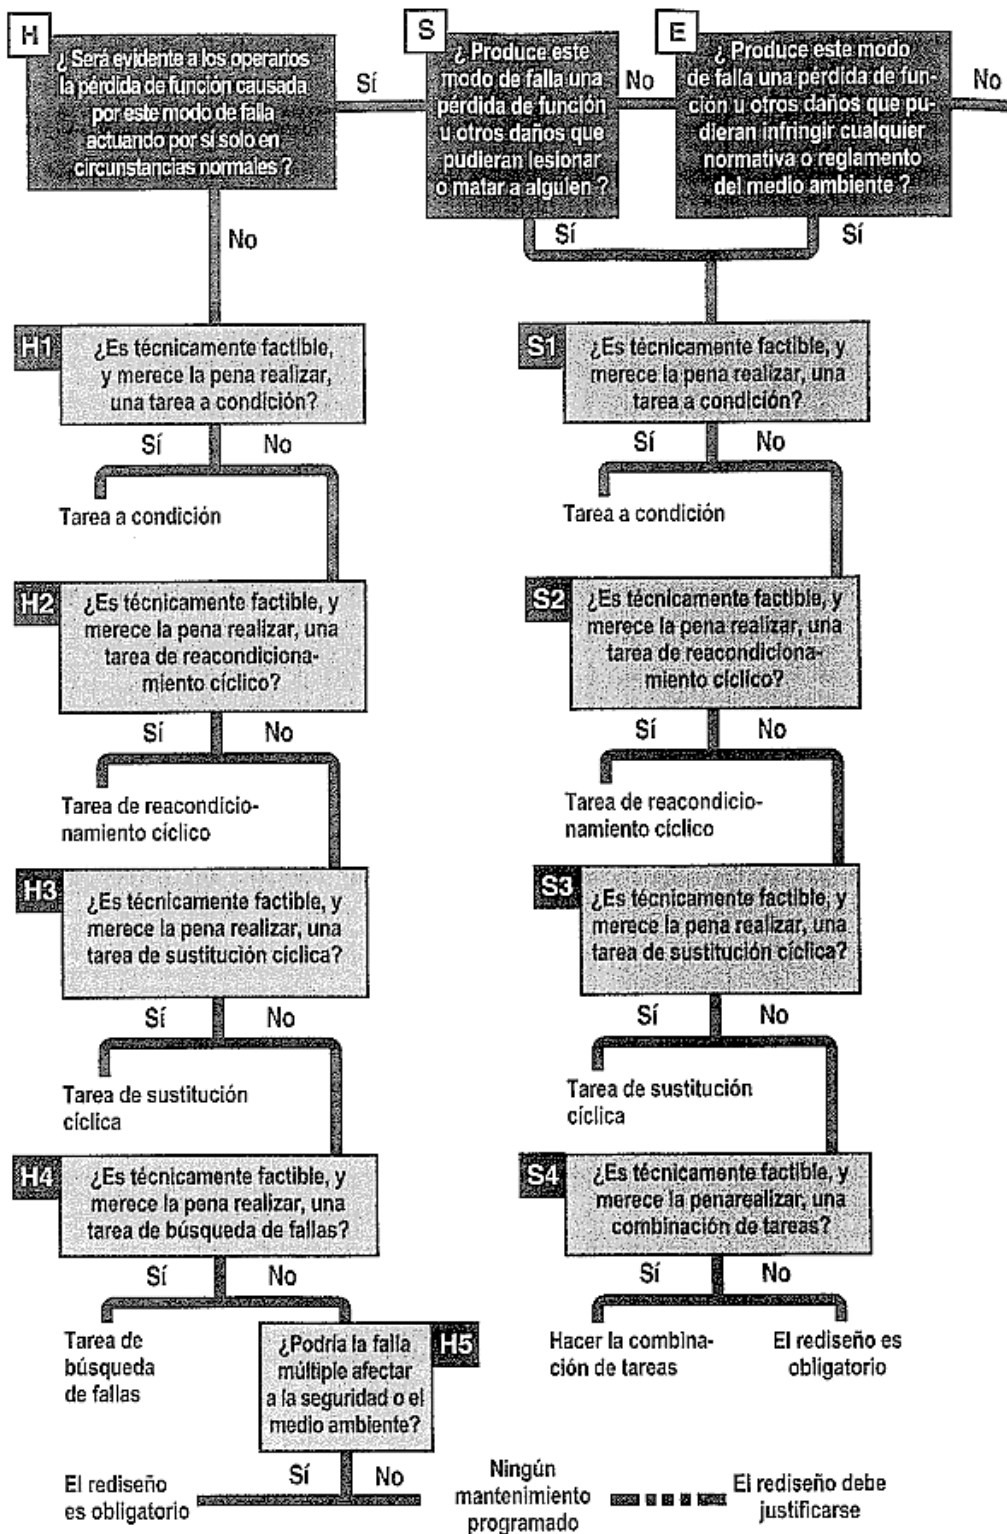 H
¿ Será evidente a los operarios
la pérdida de función causada
por este modo de falla
actuando por sí solo en
circunstancias normales ?
Sí
S
¿ Produce este
modo de falla una
pérdida de función
u otros daños que
pudieran lesionar
o matar a alguien ?
No
E
¿ Produce este modo
de falla una pérdida de fun-
ción u otros daños que pu-
dieran infringir cualquier
normativa o reglamento
del medio ambiente ?
No
No
Sí
Sí
H1
¿Es técnicamente factible,
y merece la pena realizar,
una tarea a condición?
Sí No
Tarea a condición
H2
¿Es técnicamente factible, y
merece la pena realizar, una
tarea de reacondiciona-
miento cíclico?
Sí No
Tarea de reacondicio-
namiento cíclico
H3
¿Es técnicamente factible, y
merece la pena realizar, una
tarea de sustitución cíclica?
Sí No
Tarea de sustitución
cíclica
H4
¿Es técnicamente factible, y
merece la pena realizar, una
tarea de búsqueda de fallas?
Sí No
Tarea de
búsqueda
de fallas
H5
¿Podría la falla
múltiple afectar
a la seguridad o el
medio ambiente?
Sí No
El rediseño
es obligatorio
Ningún
mantenimiento
programado
El rediseño debe
justificarse
S1
¿Es técnicamente factible, y
merece la pena realizar, una
tarea a condición?
Sí No
Tarea a condición
S2
¿Es técnicamente factible, y
merece la pena realizar, una
tarea de reacondiciona-
miento cíclico?
Sí No
Tarea de reacondicio-
namiento cíclico
S3
¿Es técnicamente factible, y
merece la pena realizar, una
tarea de sustitución cíclica?
Sí No
Tarea de sustitución
cíclica
S4
¿Es técnicamente factible, y
merece la penarealizar, una
combinación de tareas?
Sí No
Hacer la combina-
ción de tareas
El rediseño es
obligatorio